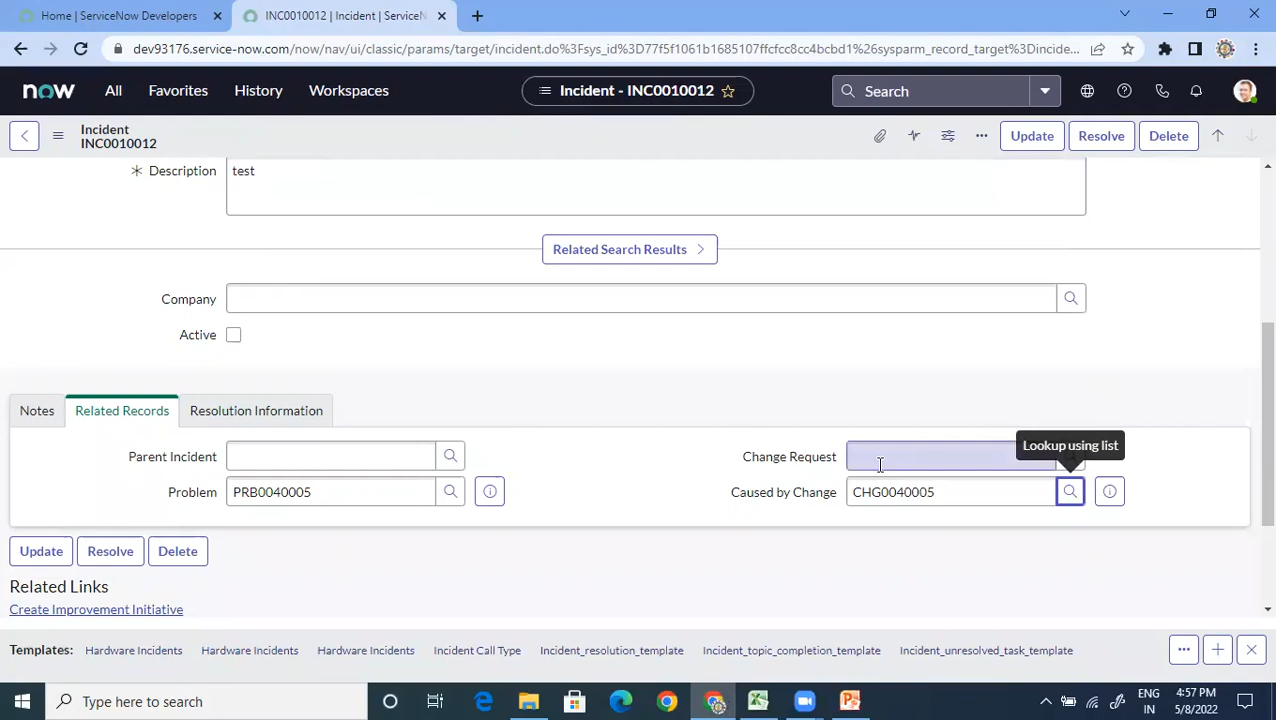 Home | ServiceNow Developers
INC0010012 | Incident | ServiceN
dev93176.service-now.com/now/nav/ui/classic/params/target/incident.do%3Fsys_id%3D77f5f1061b1685107ffcfcc8cc4bcbd1%26sysparm_record_target%3Dincide...
now All Favorites History Workspaces Incident - INC0010012 Search
Incident
INC0010012
Update Resolve Delete
Description test
Related Search Results
Company
Active
Notes Related Records Resolution Information
Lookup using list
Parent Incident Change Request
Problem PRB0040005 Caused by Change CHG0040005
Update Resolve Delete
Related Links
Create Improvement Initiative
Templates: Hardware Incidents Hardware Incidents Hardware Incidents Incident Call Type Incident_resolution_template Incident_topic_completion_template Incident_unresolved_task_template
Type here to search
ENG
IN
4:57 PM
5/8/2022